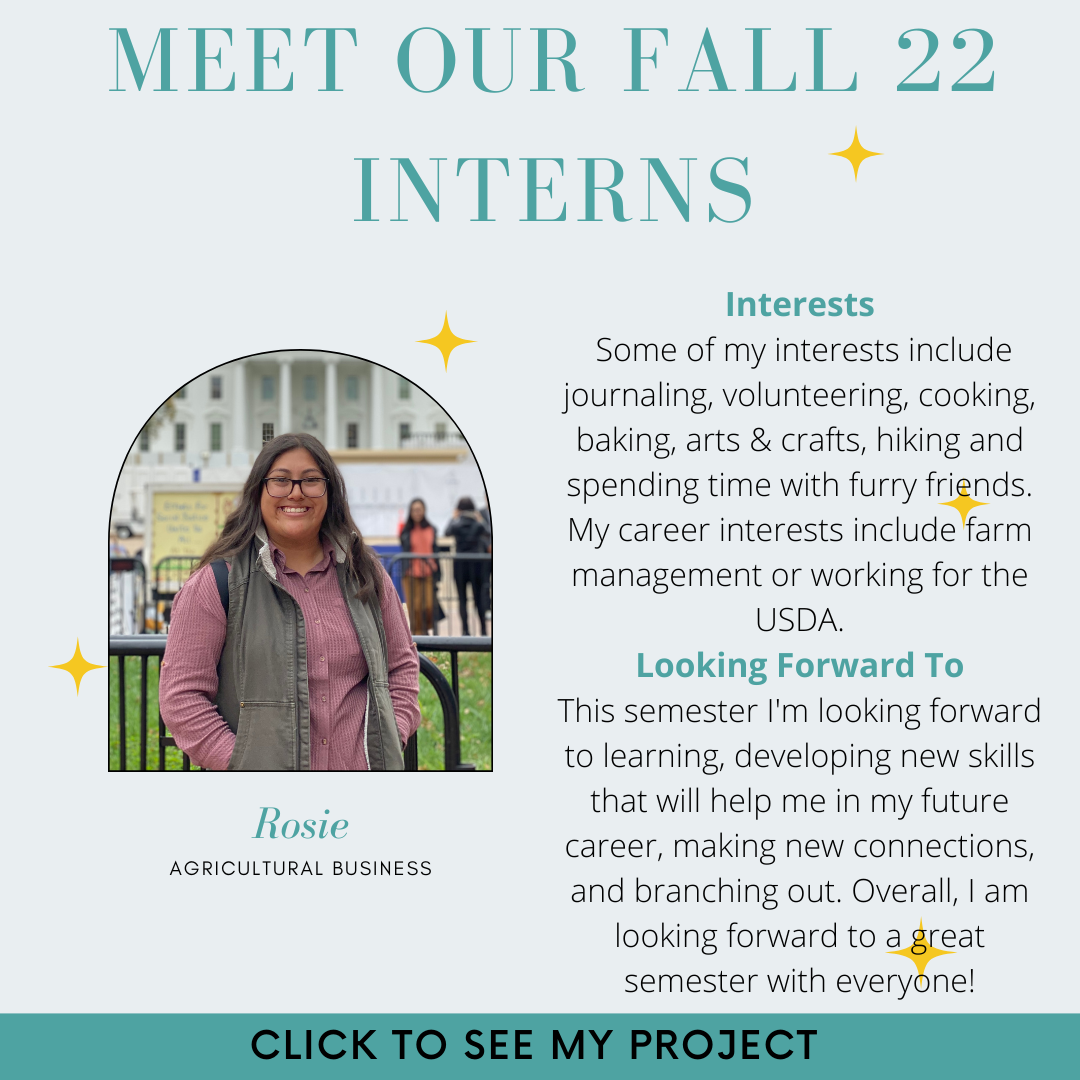 MEET OUR FALL 22
INTERNS
Interests
Some of my interests include
journaling, volunteering, cooking,
baking, arts & crafts, hiking and
spending time with furry friends.
My career interests include farm
management or working for the
USDA.
Looking Forward To
This semester I'm looking forward
to learning, developing new skills
that will help me in my future
career, making new connections,
and branching out. Overall, I am
looking forward to a great
semester with everyone!
Rosie
AGRICULTURAL BUSINESS
CLICK TO SEE MY PROJECT